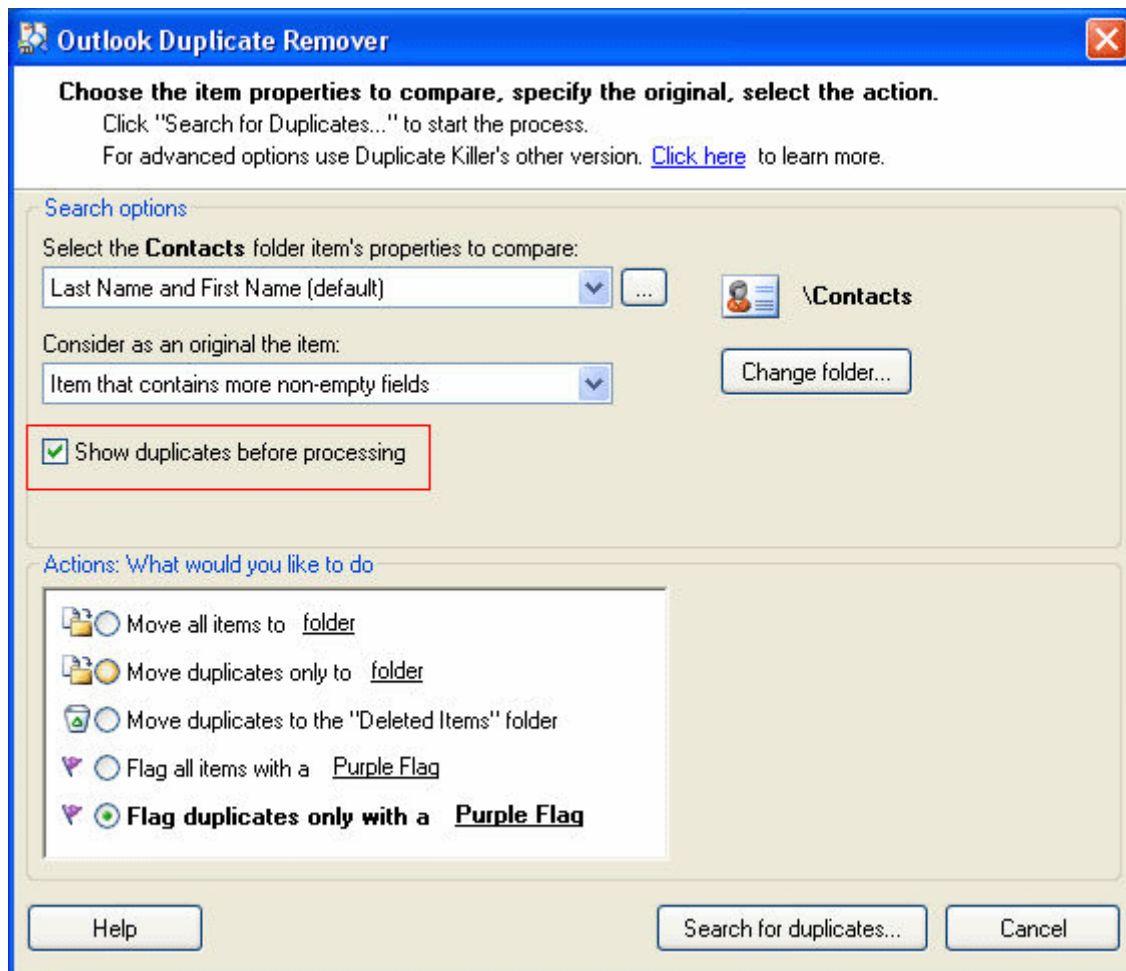 Outlook Duplicate Remover
Choose the item properties to compare, specify the original, select the action.
Click "Search for Duplicates..." to start the process.
For advanced options use Duplicate Killer's other version. Click here to learn more.
Search options
Select the Contacts folder item's properties to compare:
Last Name and First Name (default)
...
\Contacts
Consider as an original the item:
Item that contains more non-empty fields
Change folder...
Show duplicates before processing
Actions: What would you like to do
Move all items to folder
Move duplicates only to folder
Move duplicates to the "Deleted Items" folder
Flag all items with a Purple Flag
Flag duplicates only with a Purple Flag
Help
Search for duplicates...
Cancel